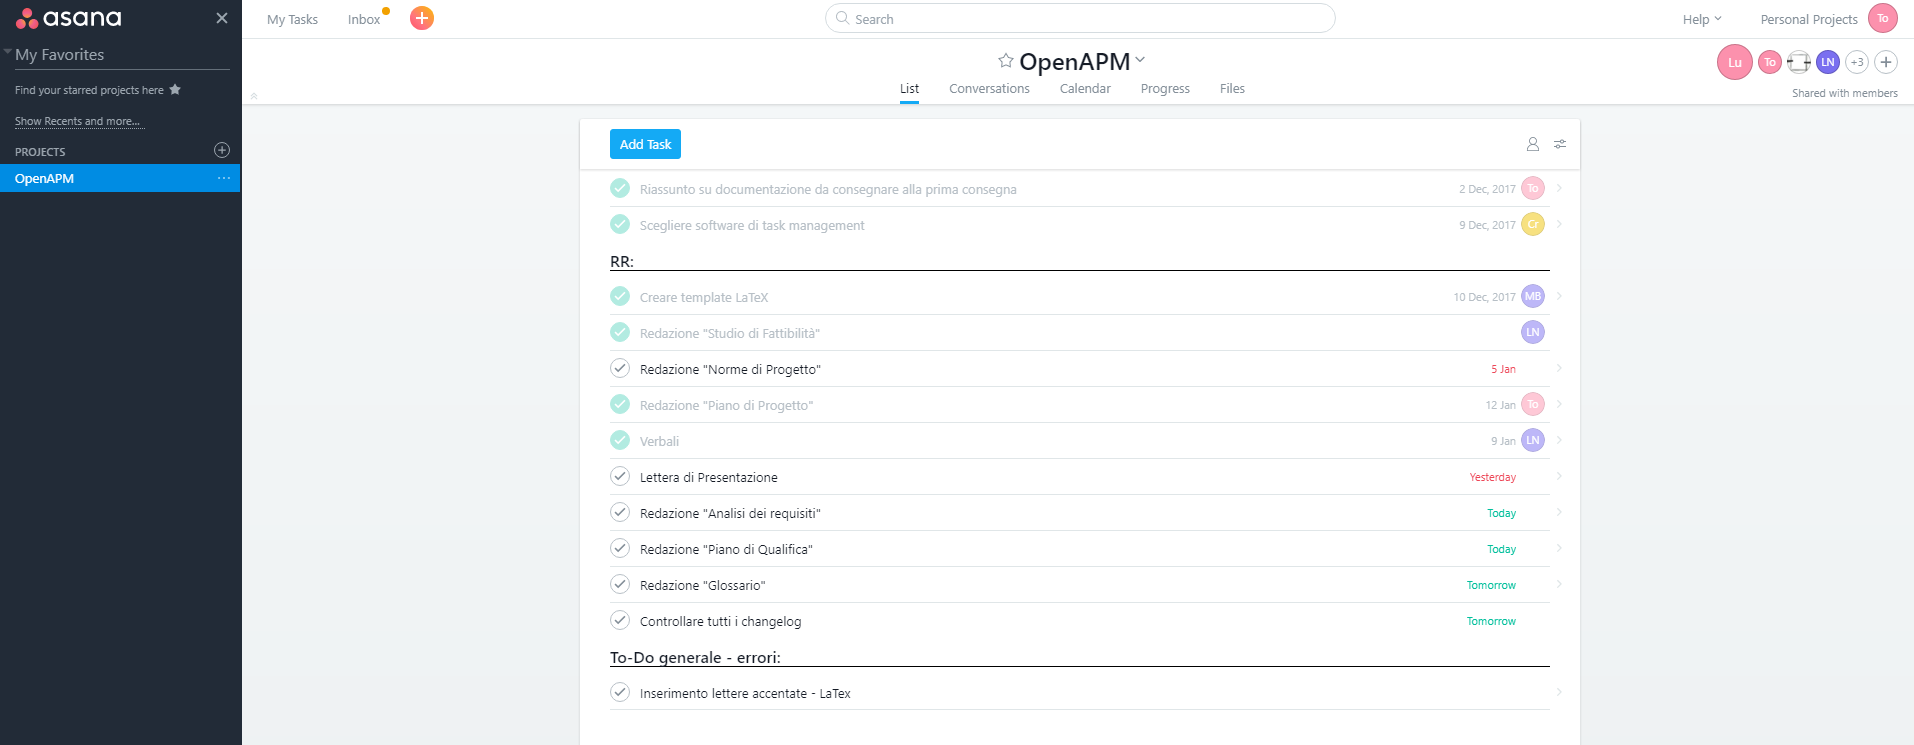 asana
My Tasks
Inbox
Search
Help
Personal Projects
To
My Favorites
OpenAPM
Lu
To
LN
+3
Find your starred projects here
List
Conversations
Calendar
Progress
Files
Shared with members
Show Recents and more...
PROJECTS
OpenAPM
Add Task
Riassunto su documentazione da consegnare alla prima consegna 2 Dec, 2017 To
Scegliere software di task management 9 Dec, 2017 Cr
RR:
Creare template LaTeX 10 Dec, 2017 MB
Redazione "Studio di Fattibilità" LN
Redazione "Norme di Progetto" 5 Jan
Redazione "Piano di Progetto" 12 Jan To
Verbali 9 Jan LN
Lettera di Presentazione Yesterday
Redazione "Analisi dei requisiti" Today
Redazione "Piano di Qualifica" Today
Redazione "Glossario" Tomorrow
Controllare tutti i changelog Tomorrow
To-Do generale - errori:
Inserimento lettere accentate - LaTex